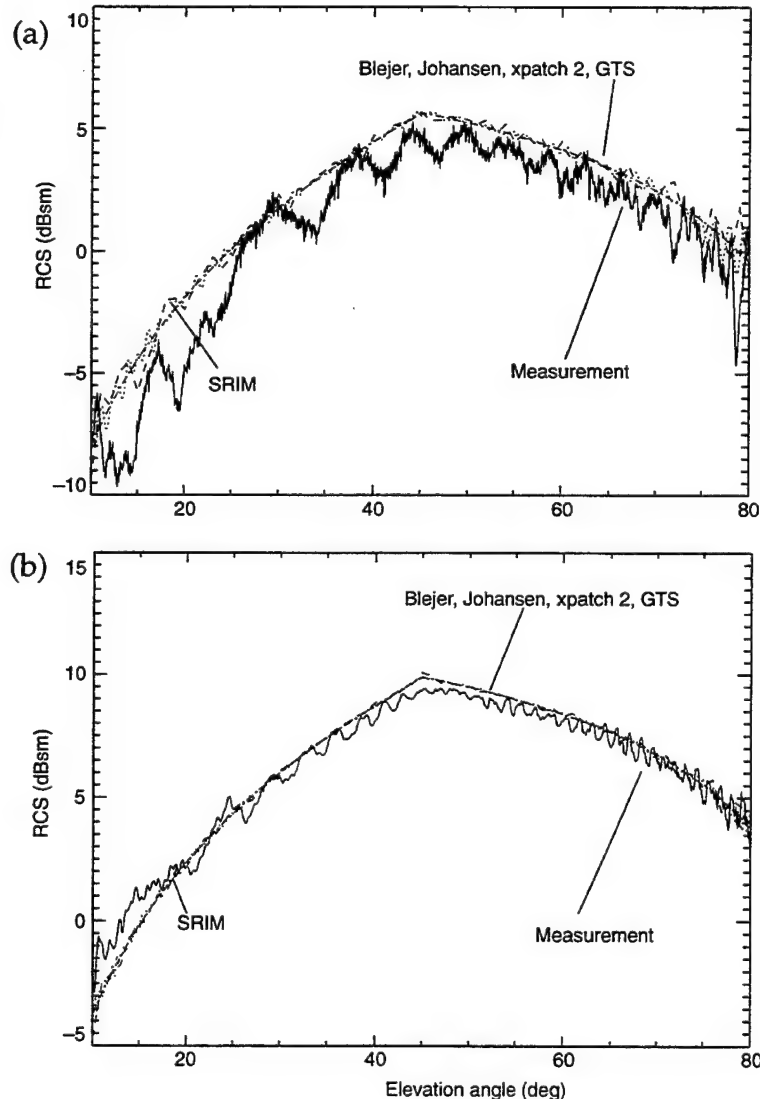 (a)
10
5
0
−5
−10
RCS (dBsm)
Blejer, Johansen, xpatch 2, GTS
SRIM
Measurement
20
40
60
80
(b)
15
10
5
0
−5
RCS (dBsm)
Blejer, Johansen, xpatch 2, GTS
SRIM
Measurement
20
40
60
80
Elevation angle (deg)